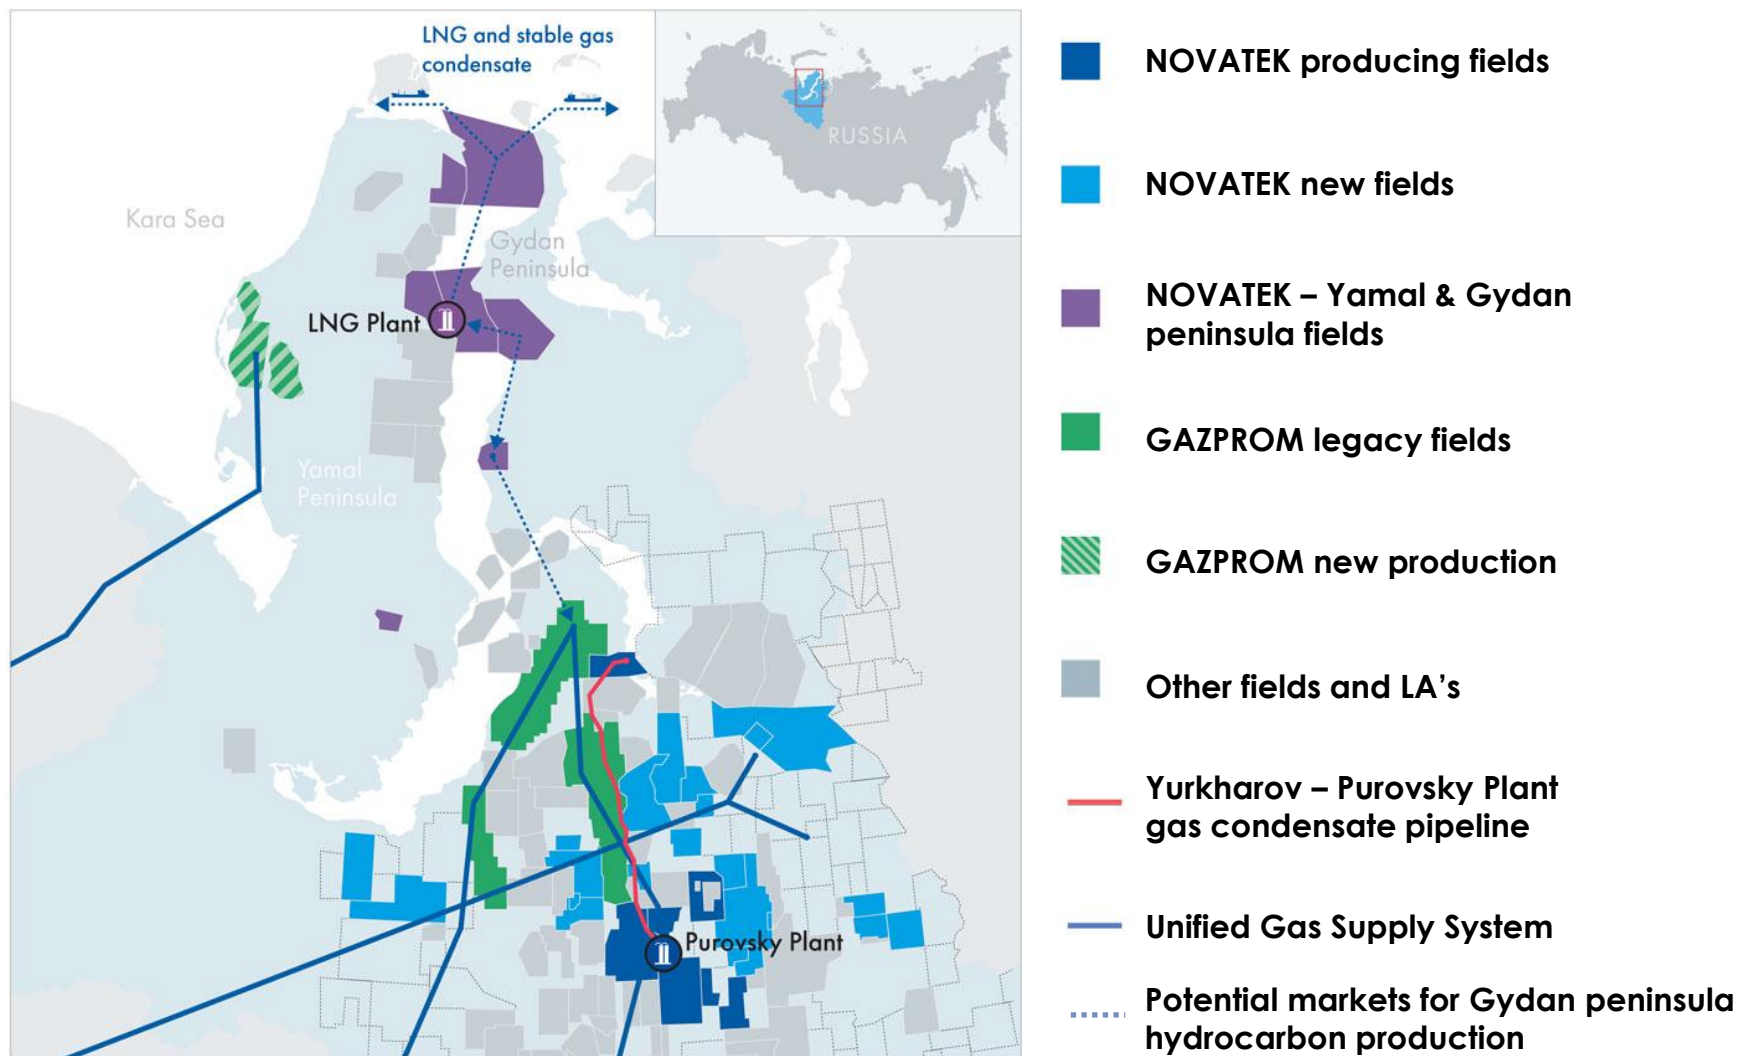 LNG and stable gas
condensate
RUSSIA
Kara Sea
Gydan
Peninsula
LNG Plant
Yamal
Peninsula
Purovsky Plant
NOVATEK producing fields
NOVATEK new fields
NOVATEK – Yamal & Gydan
peninsula fields
GAZPROM legacy fields
GAZPROM new production
Other fields and LA’s
Yurkharov – Purovsky Plant
gas condensate pipeline
Unified Gas Supply System
Potential markets for Gydan peninsula
hydrocarbon production